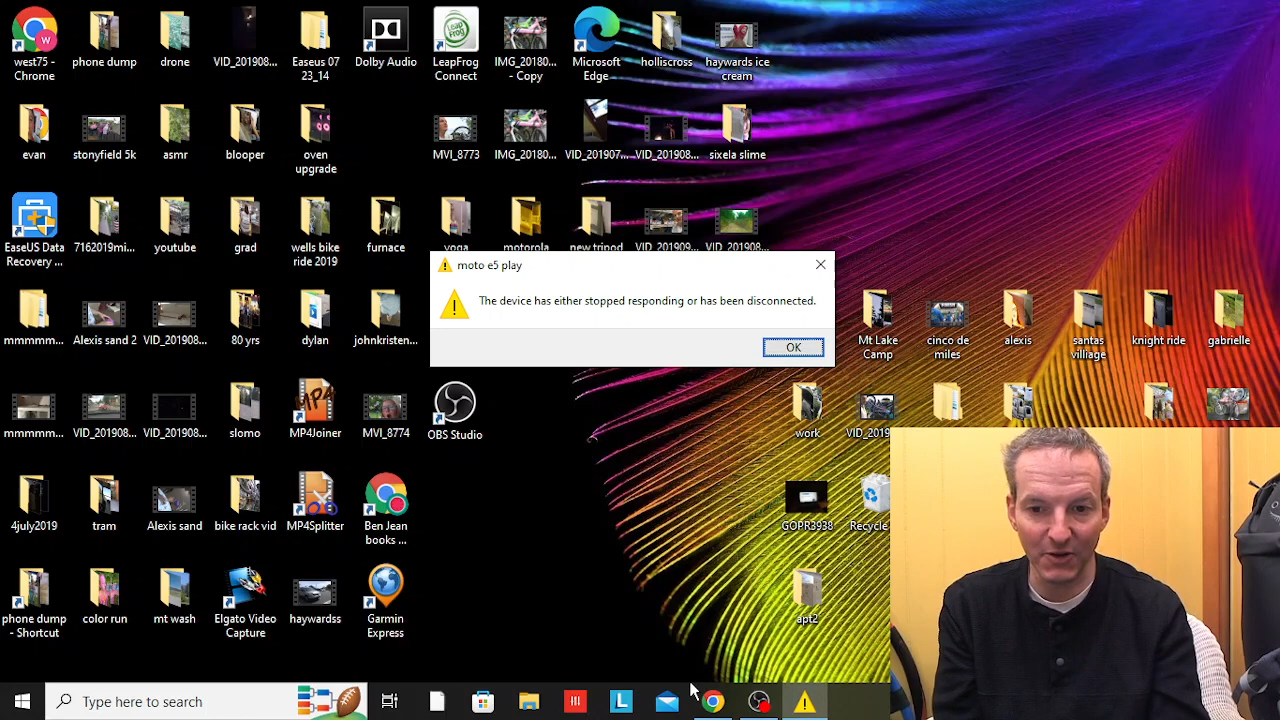 west75 - Chrome
phone dump
drone
VID_201908...
Easeus 07 23_14
Dolby Audio
LeapFrog Connect
IMG_20180... - Copy
Microsoft Edge
holliscross
haywards ice cream
evan
stonyfield 5k
asmr
blooper
oven upgrade
MVI_8773
IMG_20180...
VID_201907...
VID_201908...
sixela slime
EaseUS Data Recovery ...
7162019mi...
youtube
grad
wells bike ride 2019
furnace
yoga
motorola
new tripod
VID_201909...
VID_201908...
moto e5 play
The device has either stopped responding or has been disconnected.
OK
mmmmm...
Alexis sand 2
VID_201908...
80 yrs
dylan
johnkristen...
Mt Lake Camp
cinco de miles
alexis
santas villiage
knight ride
gabrielle
mmmmm...
VID_201908...
VID_201908...
slomo
MP4Joiner
MVI_8774
OBS Studio
work
VID_2019
4july2019
tram
Alexis sand
bike rack vid
MP4Splitter
Ben Jean books ...
GOPR3938
Recycle
phone dump - Shortcut
color run
mt wash
Elgato Video Capture
haywardss
Garmin Express
apt2
Type here to search